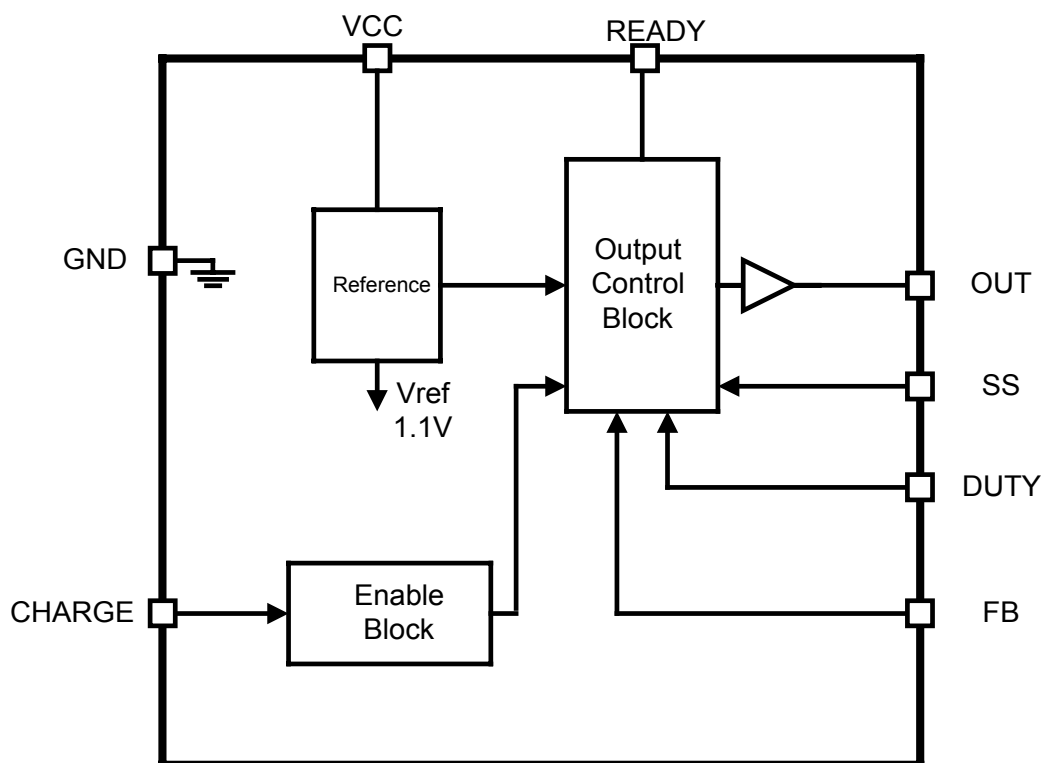 VCC
READY
GND
Reference
Output
Control
Block
OUT
Vref
1.1V
SS
DUTY
CHARGE
Enable
Block
FB